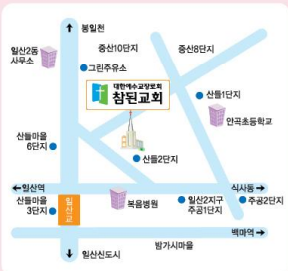 봉일천
일산2동
사무소
중산10단지
중산8단지
그린주유소
대한예수교장로회
참된교회
산들1단지
안곡초등학교
산들마을
6단지
산들2단지
←일산역
식사동→
산들마을
3단지
일산교
복음병원
일산2지구
주공1단지
주공2단지
백마역→
밤가시마을
일산신도시